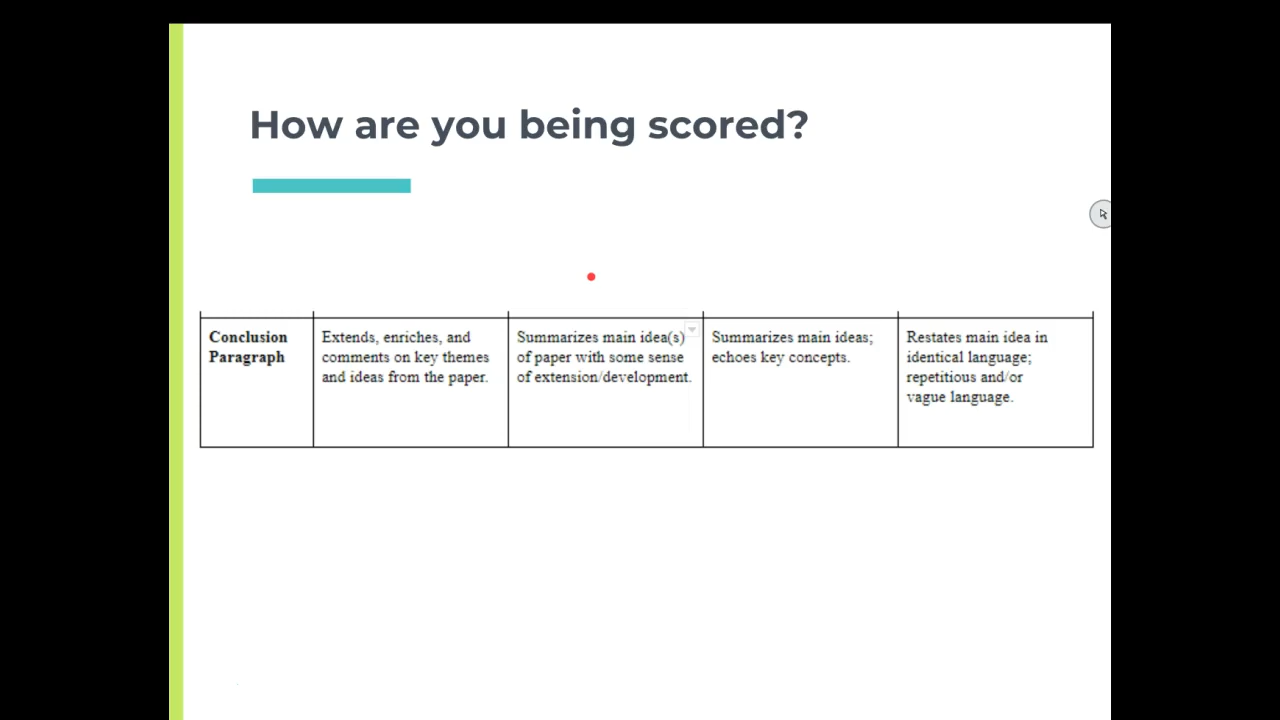 How are you being scored?
Conclusion
Paragraph
Extends, enriches, and
comments on key themes
and ideas from the paper.
Summarizes main idea(s)
of paper with some sense
of extension/development.
Summarizes main ideas;
echoes key concepts.
Restates main idea in
identical language;
repetitious and/or
vague language.